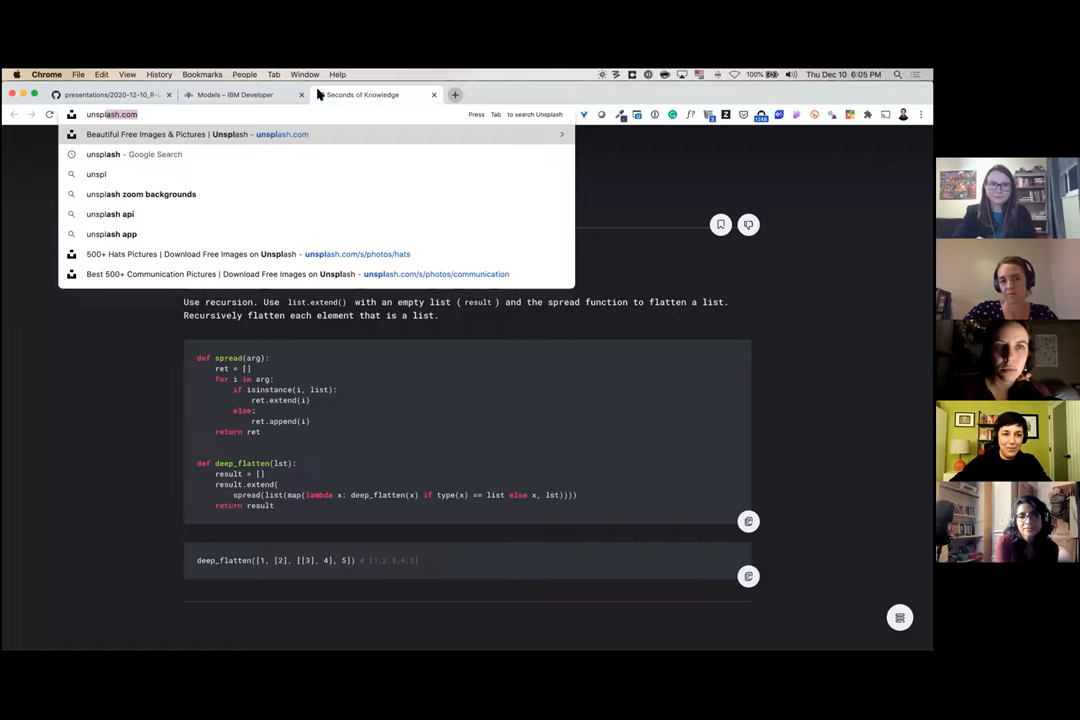 Chrome File Edit View History Bookmarks People Tab Window Help 100% Thu Dec 10 6:05 PM
presentations/2020-12-10_R- Models – IBM Developer Seconds of Knowledge
unsplash.com Press Tab to search Unsplash
Beautiful Free Images & Pictures | Unsplash – unsplash.com
unsplash – Google Search
unspl
unsplash zoom backgrounds
unsplash api
unsplash app
500+ Hats Pictures | Download Free Images on Unsplash – unsplash.com/s/photos/hats
Best 500+ Communication Pictures | Download Free Images on Unsplash – unsplash.com/s/photos/communication
Use recursion. Use list.extend() with an empty list ( result ) and the spread function to flatten a list.
Recursively flatten each element that is a list.
def spread(arg):
ret = []
for i in arg:
if isinstance(i, list):
ret.extend(i)
else:
ret.append(i)
return ret
def deep_flatten(lst):
result = []
result.extend(
spread(list(map(lambda x: deep_flatten(x) if type(x) == list else x, lst))))
return result
deep_flatten([1, [2], [[3], 4], 5]) # [1,2,3,4,5]